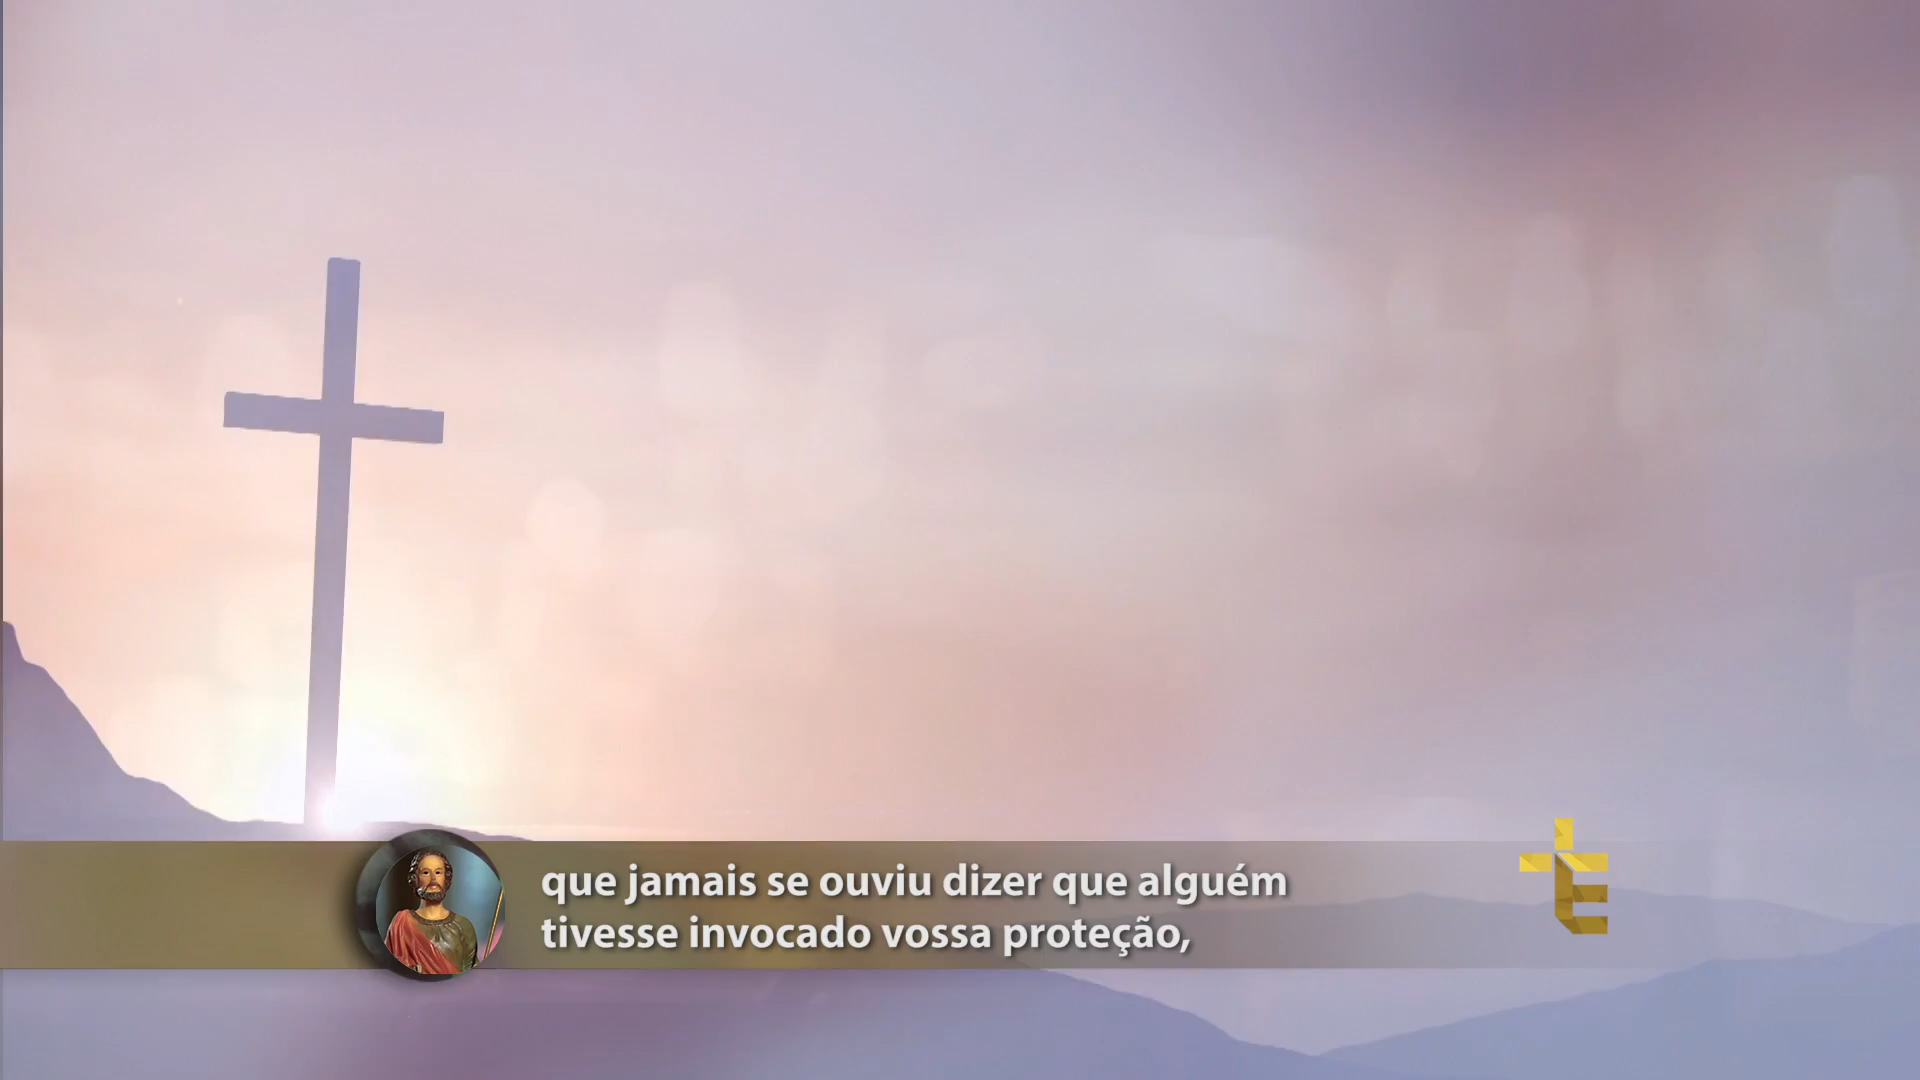 que jamais se ouviu dizer que alguém
tivesse invocado vossa proteção,